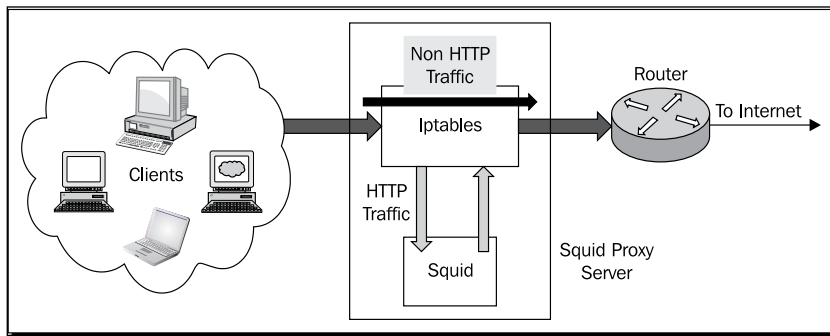 Clients
Non HTTP
Traffic
Iptables
HTTP
Traffic
Squid
Squid Proxy
Server
Router
To Internet